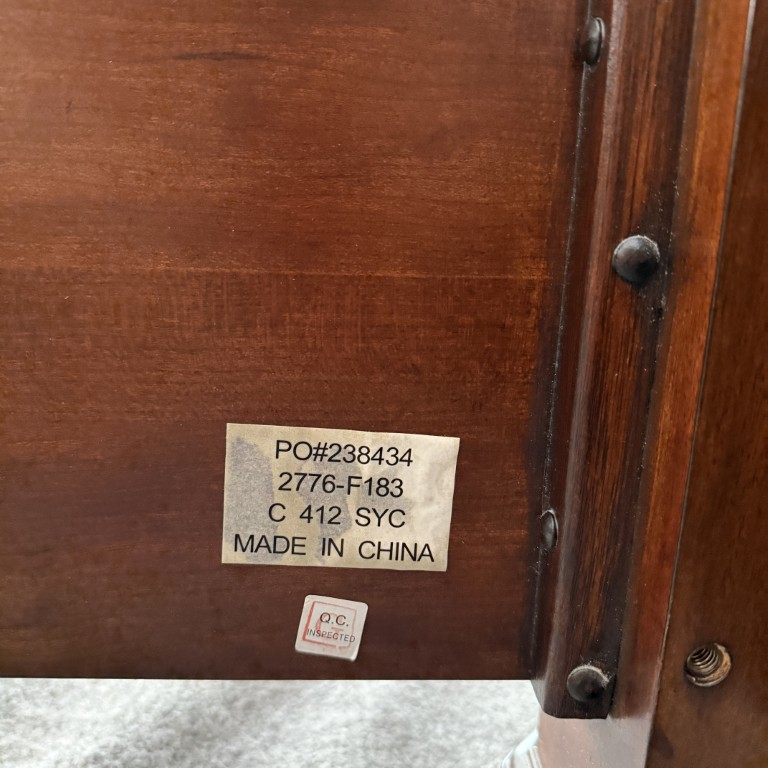 PO#238434
2776-F183
C 412 SYC
MADE IN CHINA
Q.C.
INSPECTED